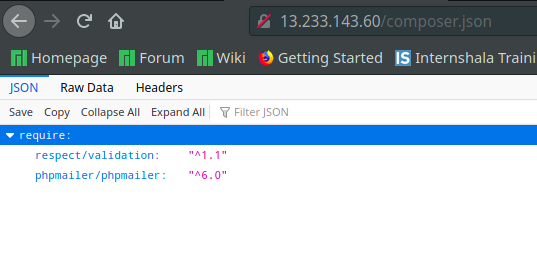 13.233.143.60/composer.json
Homepage Forum Wiki Getting Started Internshala Traini
JSON Raw Data Headers
Save Copy Collapse All Expand All Filter JSON
require:
respect/validation: "^1.1"
phpmailer/phpmailer: "^6.0"